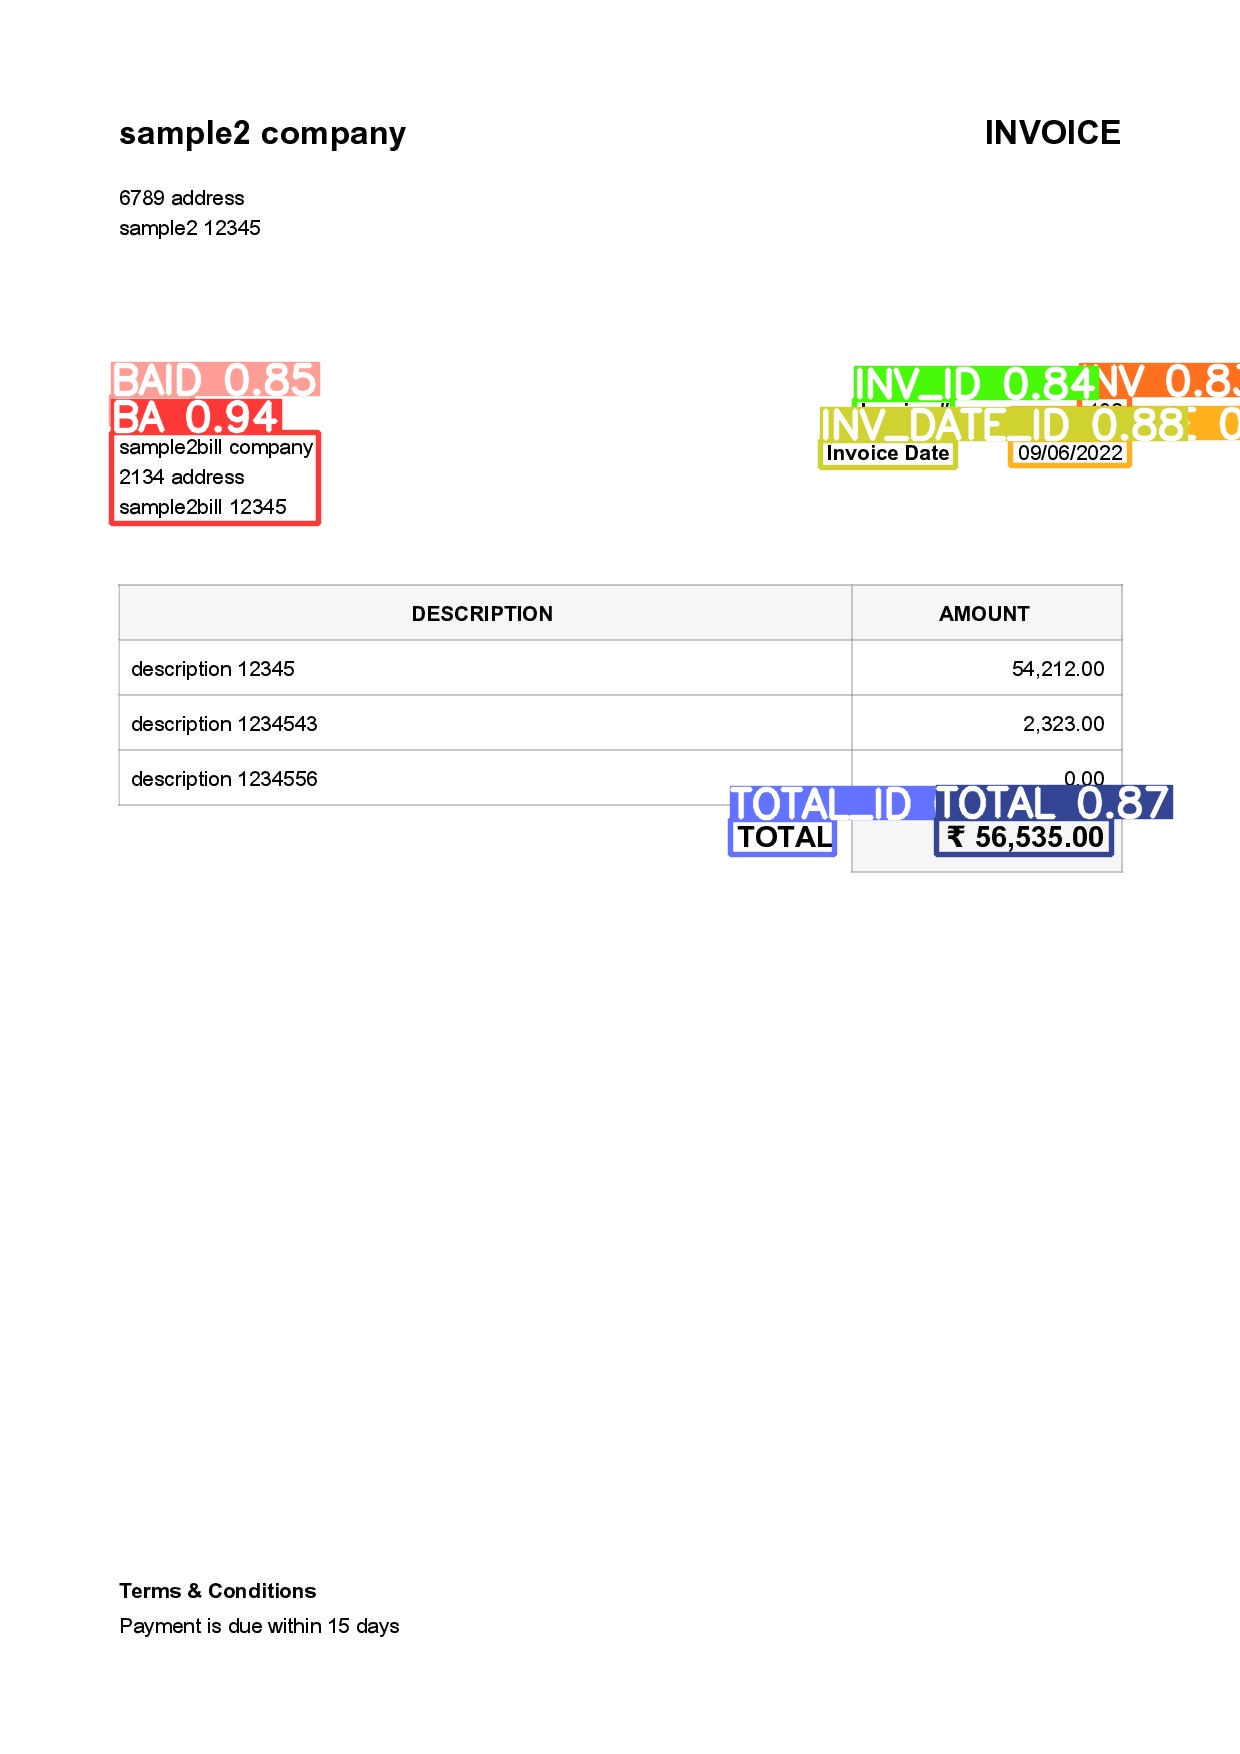 sample2 company INVOICE
6789 address
sample2 12345
BAID 0.85 INV_ID 0.84 NV 0.83
BA 0.94
INV_DATE_ID 0.88
sample2bill company Invoice Date 09/06/2022
2134 address
sample2bill 12345
DESCRIPTION AMOUNT
description 12345 54,212.00
description 1234543 2,323.00
description 1234556 0.00
TOTAL_ID TOTAL 0.87
TOTAL ₹ 56,535.00
Terms & Conditions
Payment is due within 15 days